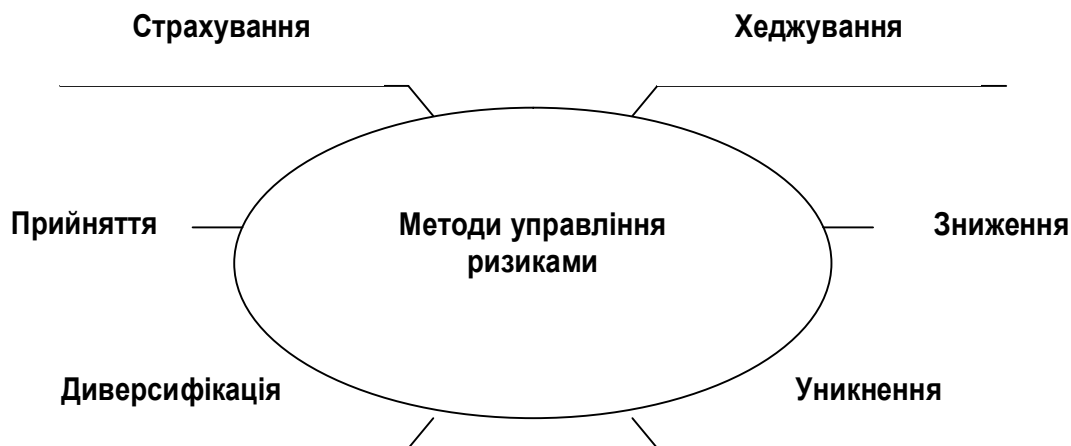 Страхування
Хеджування
Прийняття
Методи управління
ризиками
Зниження
Диверсифікація
Уникнення